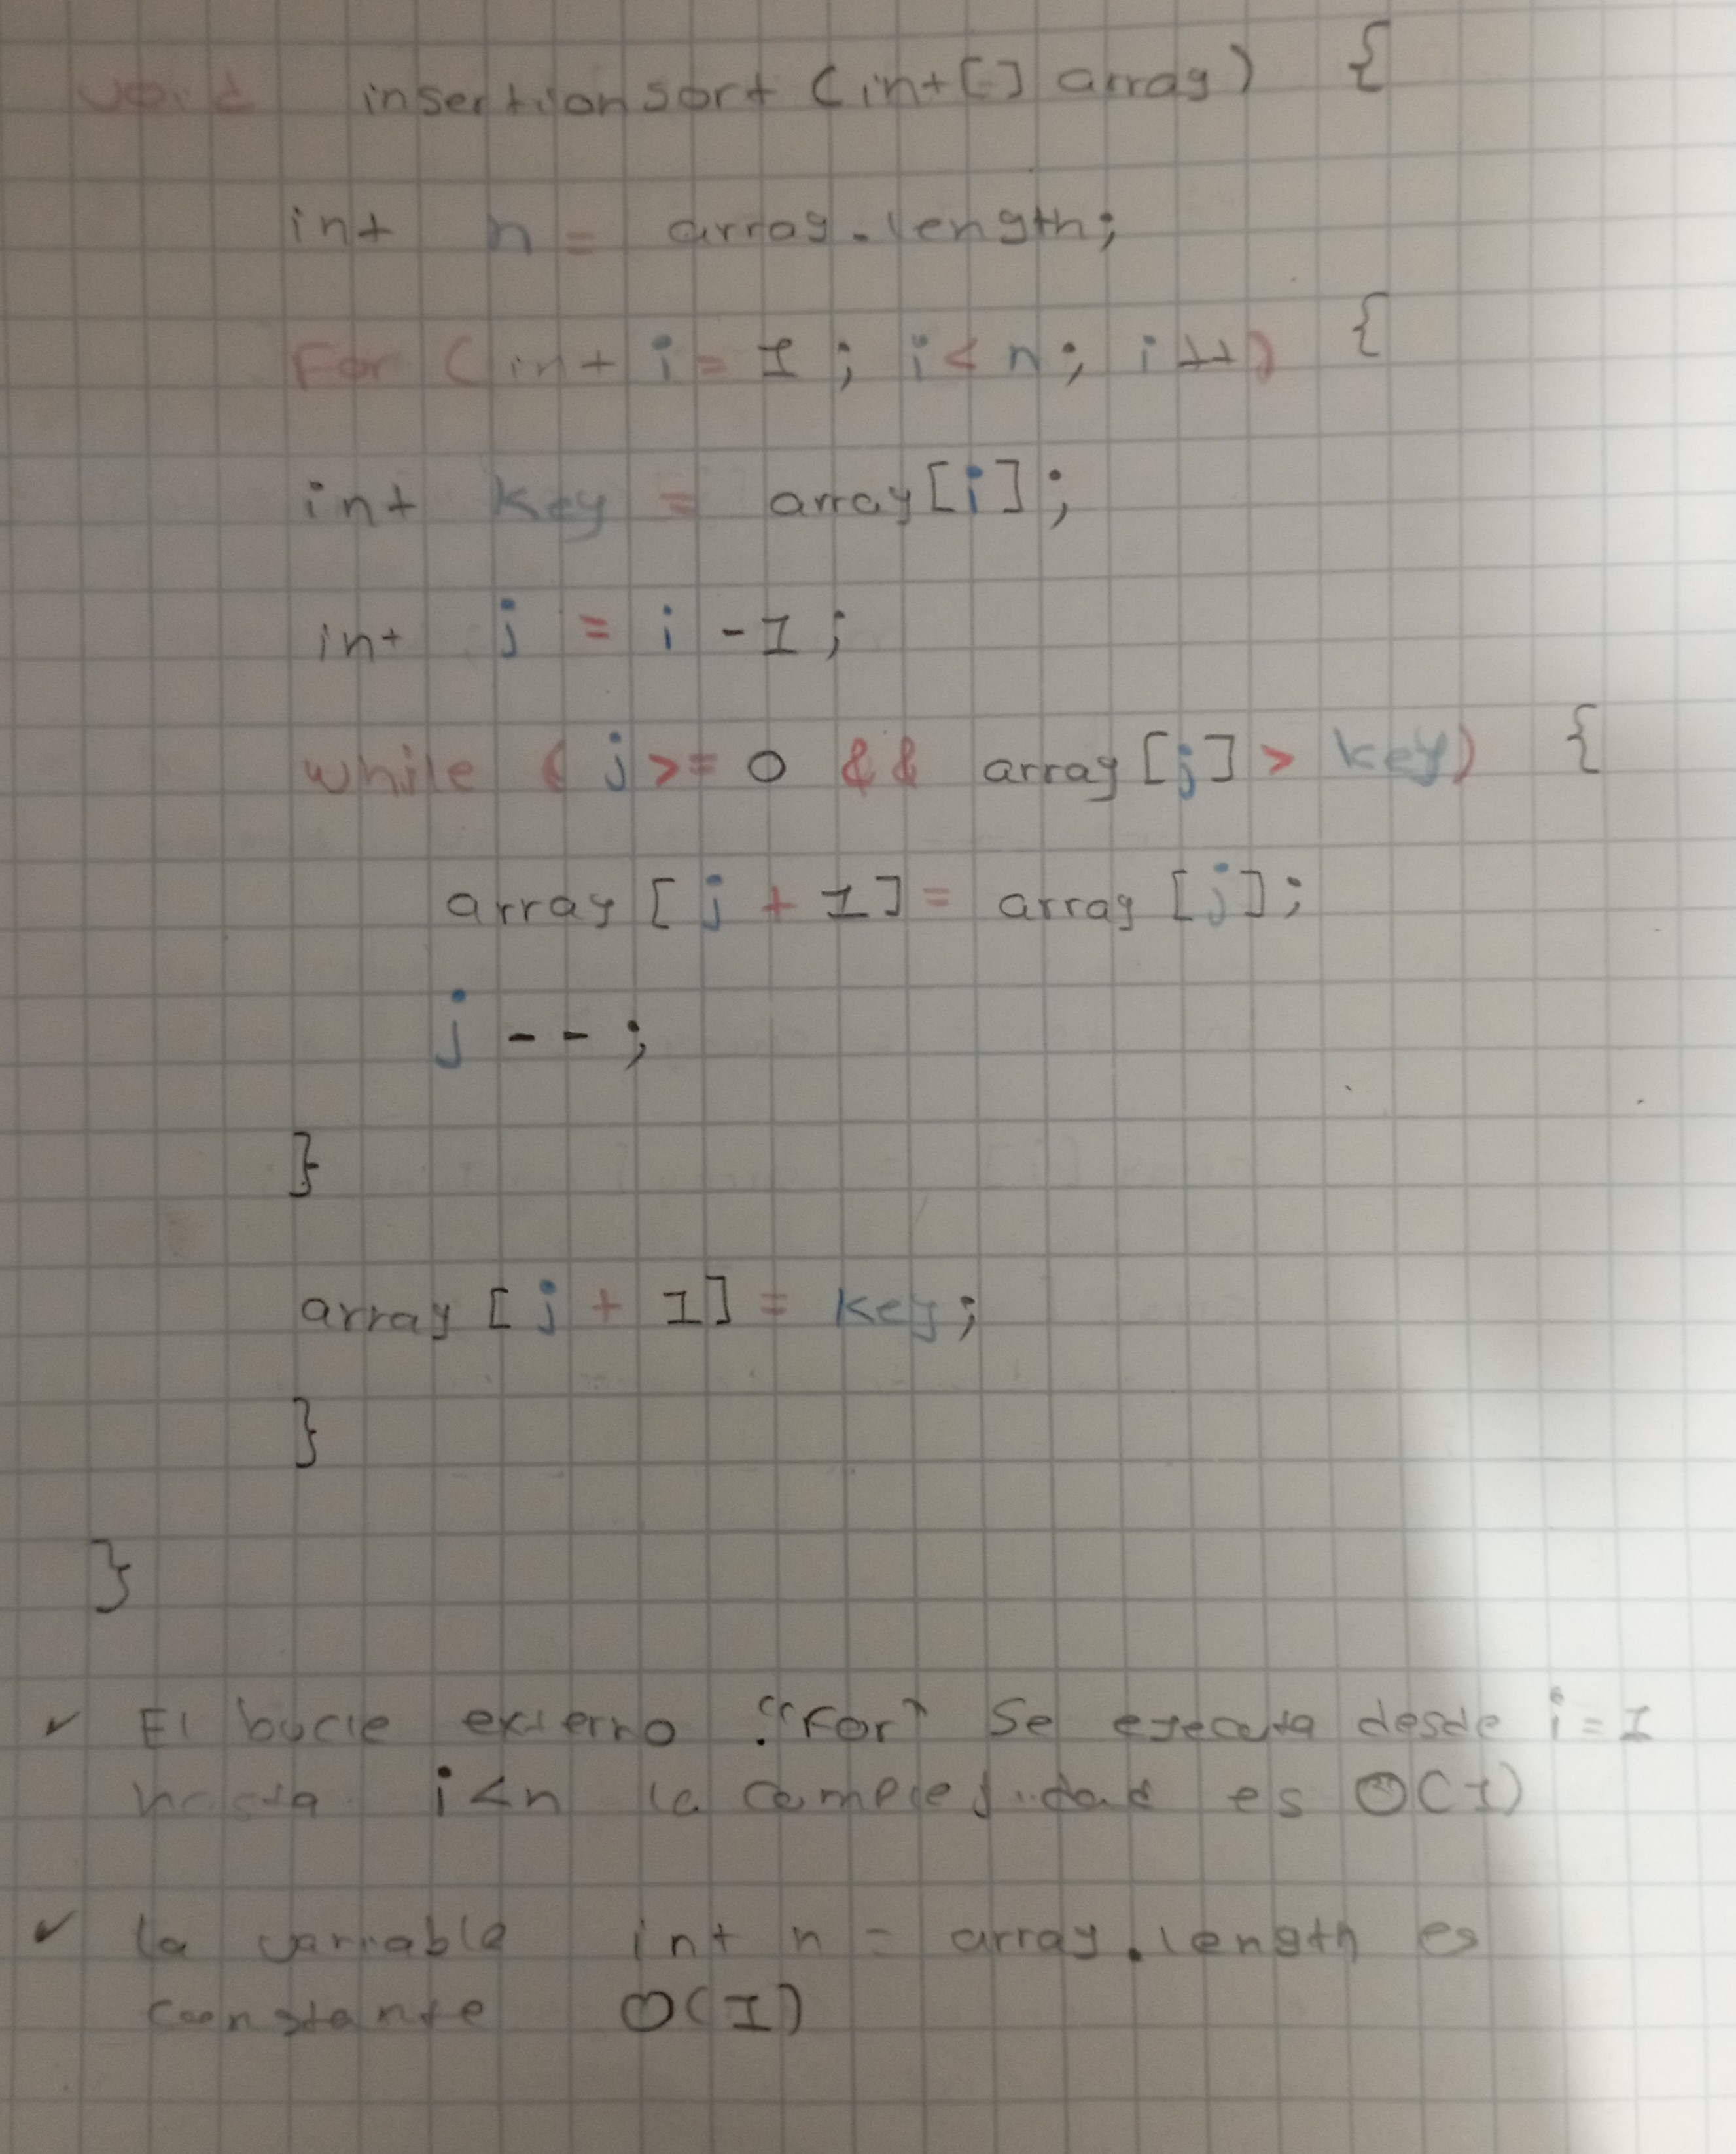 void insertionsort (int[] array) {
int n = array.length;
For (int i = 1 ; i < n ; i++) {
int key = array[i];
int j = i - 1 ;
while ( j >= 0 && array [j] > key) {
array [ j + 1 ] = array [j];
j - - ;
}
array [ j + 1] = key;
}
}
✓ El bucle externo "For" Se ejecuta desde i = 1
hasta i < n la complejidad es O(1)
✓ la variable int n = array.length es
constante O(1)